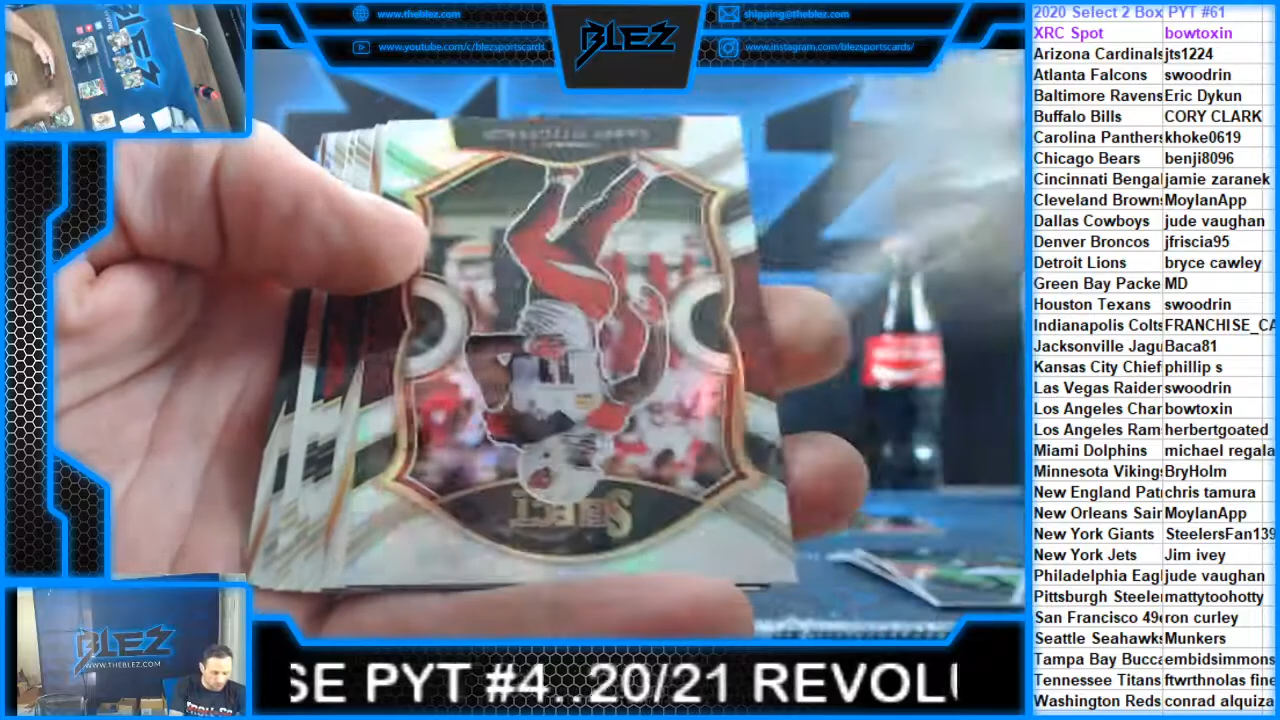 www.theblez.com
shipping@theblez.com
www.youtube.com/c/blezsportscards
www.instagram.com/blezsportscards/
BLEZ
SELECT
BLEZ
WWW.THEBLEZ.COM
SE PYT #4..20/21 REVOLU
2020 Select 2 Box PYT #61
XRC Spot bowtoxin
Arizona Cardinals jts1224
Atlanta Falcons swoodrin
Baltimore Ravens Eric Dykun
Buffalo Bills CORY CLARK
Carolina Panthers khoke0619
Chicago Bears benji8096
Cincinnati Bengal jamie zaranek
Cleveland Browns MoylanApp
Dallas Cowboys jude vaughan
Denver Broncos jfriscia95
Detroit Lions bryce cawley
Green Bay Packe MD
Houston Texans swoodrin
Indianapolis Colts FRANCHISE_CA
Jacksonville Jagu Baca81
Kansas City Chief phillip s
Las Vegas Raider swoodrin
Los Angeles Char bowtoxin
Los Angeles Ram herbertgoated
Miami Dolphins michael regala
Minnesota Viking BryHolm
New England Pat chris tamura
New Orleans Sain MoylanApp
New York Giants SteelersFan139
New York Jets Jim ivey
Philadelphia Eagl jude vaughan
Pittsburgh Steele mattytoohotty
San Francisco 49e ron curley
Seattle Seahawks Munkers
Tampa Bay Bucca embidsimmons
Tennessee Titans ftwrthnolas fine
Washington Reds conrad alquiza